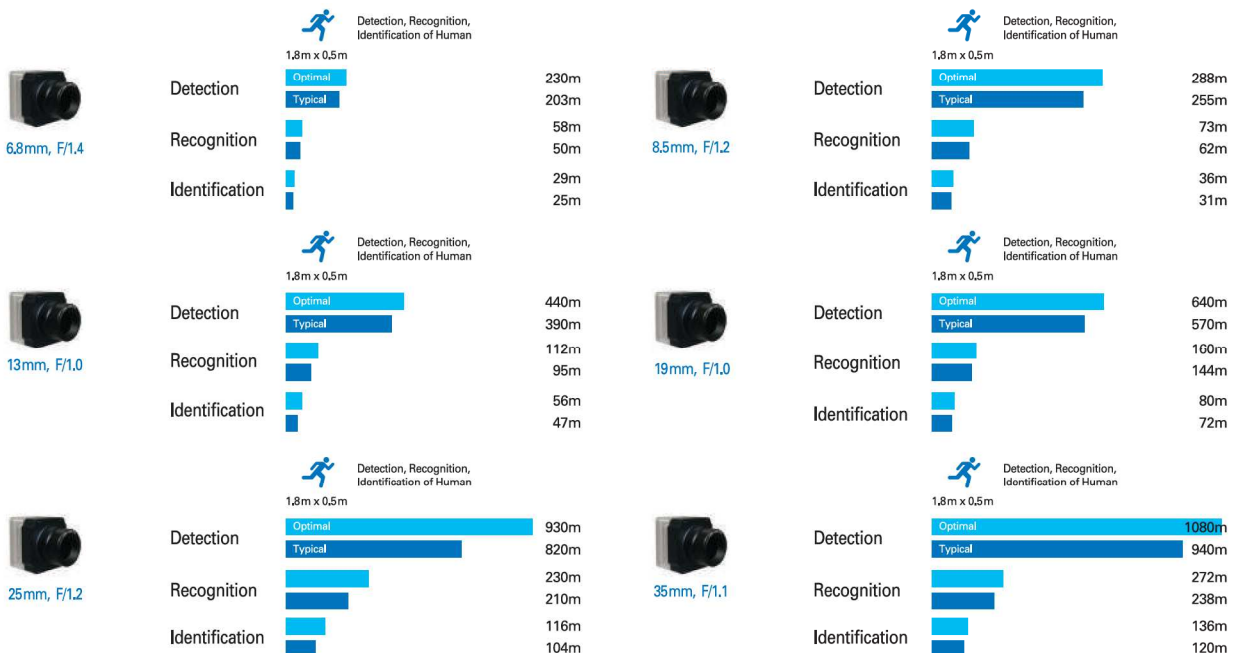 Detection, Recognition,
Identification of Human
1.8m x 0.5m
6.8mm, F/1.4
Detection
Optimal
230m
Typical
203m
Recognition
58m
50m
Identification
29m
25m
Detection, Recognition,
Identification of Human
1.8m x 0.5m
8.5mm, F/1.2
Detection
Optimal
288m
Typical
255m
Recognition
73m
62m
Identification
36m
31m
Detection, Recognition,
Identification of Human
1.8m x 0.5m
13mm, F/1.0
Detection
Optimal
440m
Typical
390m
Recognition
112m
95m
Identification
56m
47m
Detection, Recognition,
Identification of Human
1.8m x 0.5m
19mm, F/1.0
Detection
Optimal
640m
Typical
570m
Recognition
160m
144m
Identification
80m
72m
Detection, Recognition,
Identification of Human
1.8m x 0.5m
25mm, F/1.2
Detection
Optimal
930m
Typical
820m
Recognition
230m
210m
Identification
116m
104m
Detection, Recognition,
Identification of Human
1.8m x 0.5m
35mm, F/1.1
Detection
Optimal
1080m
Typical
940m
Recognition
272m
238m
Identification
136m
120m